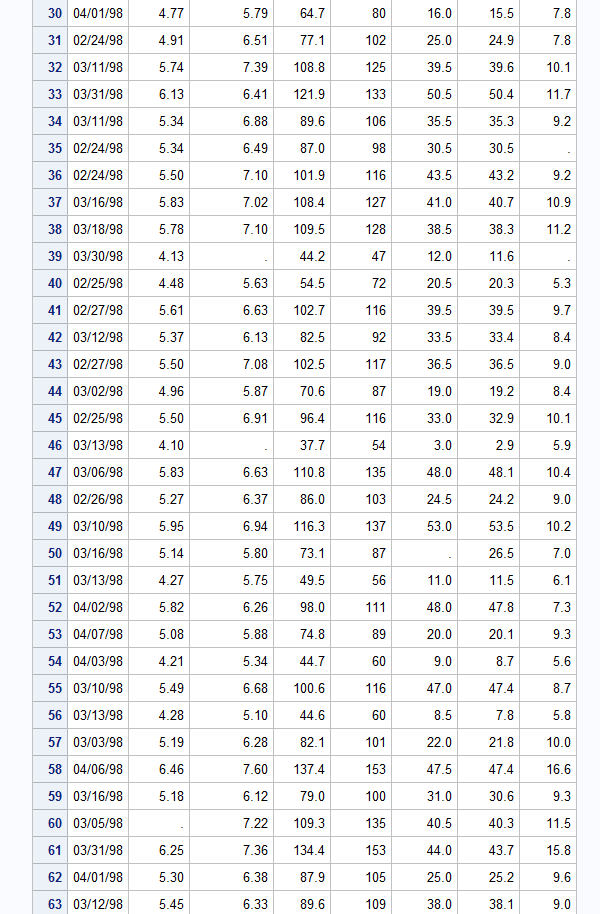 30 04/01/98 4.77 5.79 64.7 80 16.0 15.5 7.8
31 02/24/98 4.91 6.51 77.1 102 25.0 24.9 7.8
32 03/11/98 5.74 7.39 108.8 125 39.5 39.6 10.1
33 03/31/98 6.13 6.41 121.9 133 50.5 50.4 11.7
34 03/11/98 5.34 6.88 89.6 106 35.5 35.3 9.2
35 02/24/98 5.34 6.49 87.0 98 30.5 30.5 .
36 02/24/98 5.50 7.10 101.9 116 43.5 43.2 9.2
37 03/16/98 5.83 7.02 108.4 127 41.0 40.7 10.9
38 03/18/98 5.78 7.10 109.5 128 38.5 38.3 11.2
39 03/30/98 4.13 . 44.2 47 12.0 11.6 .
40 02/25/98 4.48 5.63 54.5 72 20.5 20.3 5.3
41 02/27/98 5.61 6.63 102.7 116 39.5 39.5 9.7
42 03/12/98 5.37 6.13 82.5 92 33.5 33.4 8.4
43 02/27/98 5.50 7.08 102.5 117 36.5 36.5 9.0
44 03/02/98 4.96 5.87 70.6 87 19.0 19.2 8.4
45 02/25/98 5.50 6.91 96.4 116 33.0 32.9 10.1
46 03/13/98 4.10 . 37.7 54 3.0 2.9 5.9
47 03/06/98 5.83 6.63 110.8 135 48.0 48.1 10.4
48 02/26/98 5.27 6.37 86.0 103 24.5 24.2 9.0
49 03/10/98 5.95 6.94 116.3 137 53.0 53.5 10.2
50 03/16/98 5.14 5.80 73.1 87 . 26.5 7.0
51 03/13/98 4.27 5.75 49.5 56 11.0 11.5 6.1
52 04/02/98 5.82 6.26 98.0 111 48.0 47.8 7.3
53 04/07/98 5.08 5.88 74.8 89 20.0 20.1 9.3
54 04/03/98 4.21 5.34 44.7 60 9.0 8.7 5.6
55 03/10/98 5.49 6.68 100.6 116 47.0 47.4 8.7
56 03/13/98 4.28 5.10 44.6 60 8.5 7.8 5.8
57 03/03/98 5.19 6.28 82.1 101 22.0 21.8 10.0
58 04/06/98 6.46 7.60 137.4 153 47.5 47.4 16.6
59 03/16/98 5.18 6.12 79.0 100 31.0 30.6 9.3
60 03/05/98 . 7.22 109.3 135 40.5 40.3 11.5
61 03/31/98 6.25 7.36 134.4 153 44.0 43.7 15.8
62 04/01/98 5.30 6.38 87.9 105 25.0 25.2 9.6
63 03/12/98 5.45 6.33 89.6 109 38.0 38.1 9.0